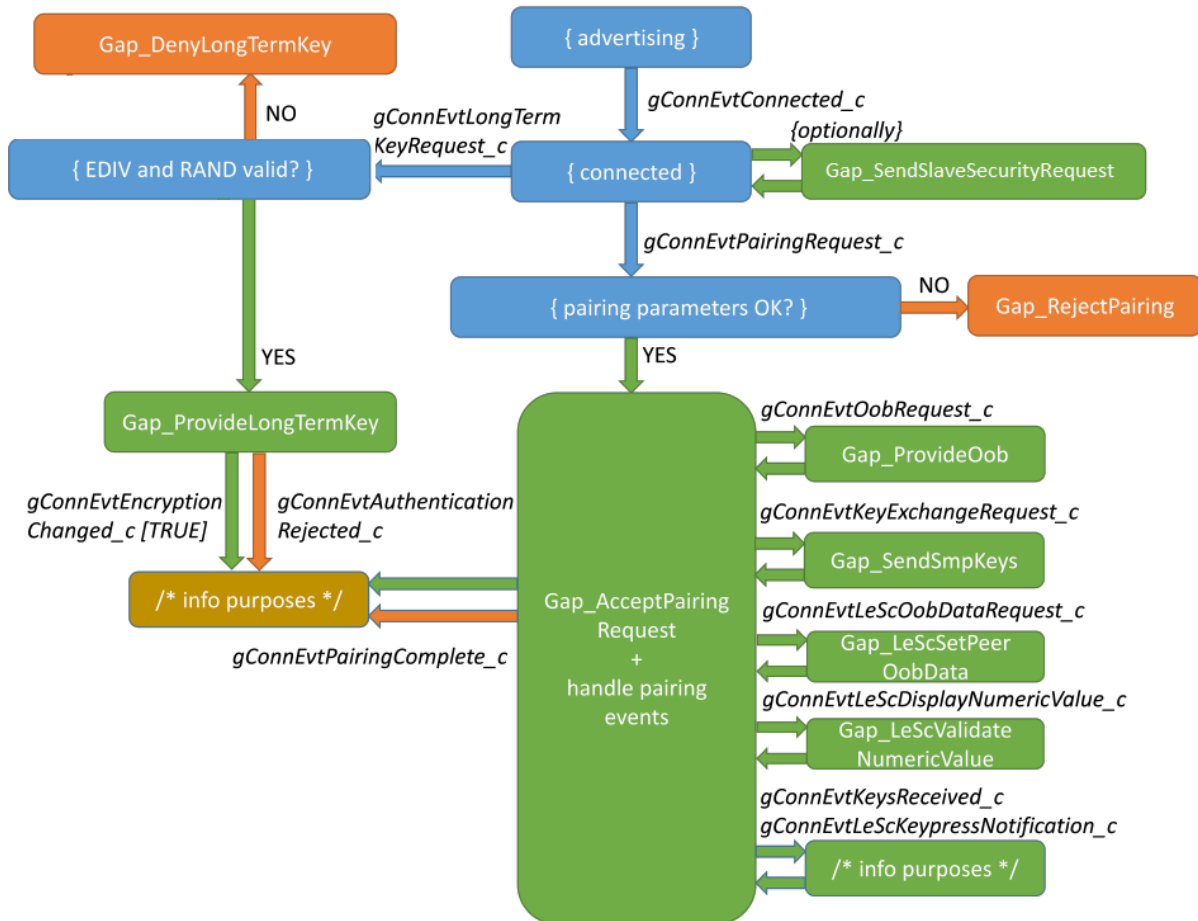 Gap_DenyLongTermKey
{ advertising }
NO
gConnEvtConnected_c
{optionally}
gConnEvtLongTerm
KeyRequest_c
{ EDIV and RAND valid? }
{ connected }
Gap_SendSlaveSecurityRequest
gConnEvtPairingRequest_c
{ pairing parameters OK? }
NO
Gap_RejectPairing
YES
YES
Gap_ProvideLongTermKey
gConnEvtEncryption
Changed_c [TRUE]
gConnEvtAuthentication
Rejected_c
/* info purposes */
gConnEvtPairingComplete_c
Gap_AcceptPairing
Request
+
handle pairing
events
gConnEvtOobRequest_c
Gap_ProvideOob
gConnEvtKeyExchangeRequest_c
Gap_SendSmpKeys
gConnEvtLeScOobDataRequest_c
Gap_LeScSetPeer
OobData
gConnEvtLeScDisplayNumericValue_c
Gap_LeScValidate
NumericValue
gConnEvtKeysReceived_c
gConnEvtLeScKeypressNotification_c
/* info purposes */